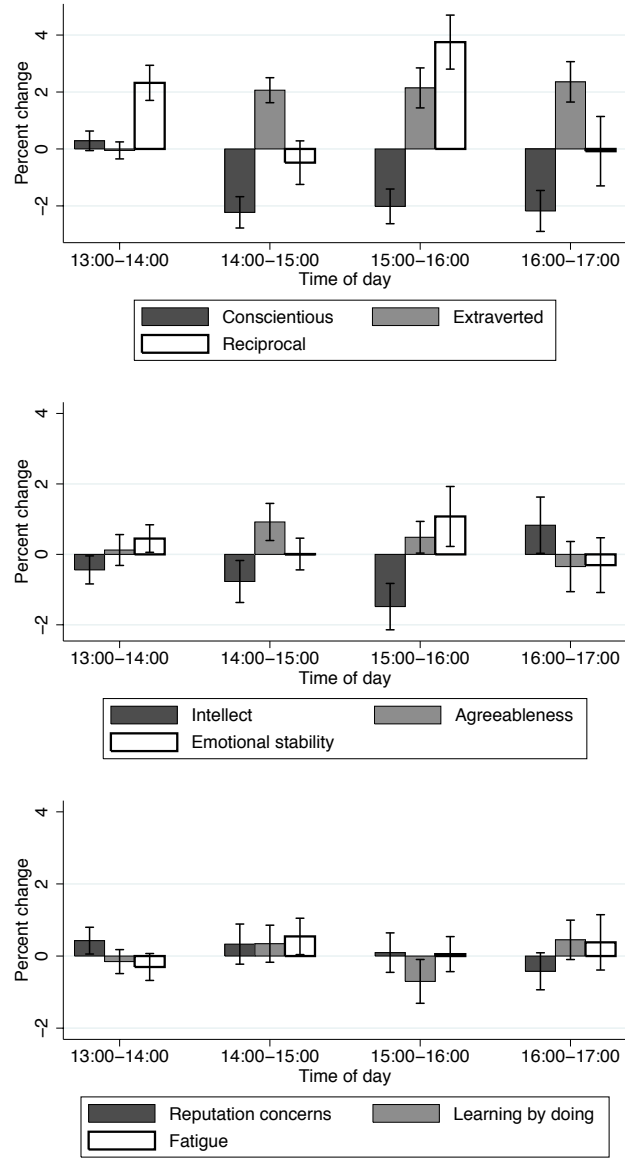 Percent change
4
2
0
−2
13:00−14:00 14:00−15:00 15:00−16:00 16:00−17:00
Time of day
Conscientious Extraverted
Reciprocal
Percent change
4
2
0
−2
13:00−14:00 14:00−15:00 15:00−16:00 16:00−17:00
Time of day
Intellect Agreeableness
Emotional stability
Percent change
4
2
0
−2
13:00−14:00 14:00−15:00 15:00−16:00 16:00−17:00
Time of day
Reputation concerns Learning by doing
Fatigue